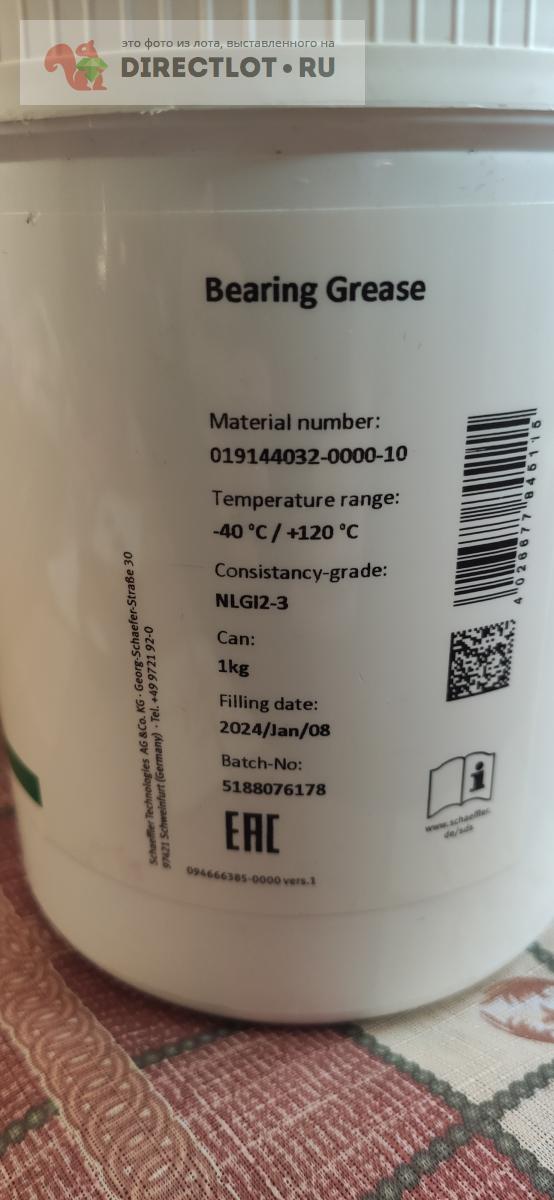 это фото из лота, выставленного на
DIRECTLOT.RU
Bearing Grease
Material number:
019144032-0000-10
Temperature range:
-40 °C / +120 °C
Consistancy-grade:
NLGI2-3
Can:
1kg
Filling date:
2024/Jan/08
Batch-No:
5188076178
EAC
094666385-0000 vers.1
Schaeffler Technologies AG &Co. KG · Georg-Schaefer-Straße 30
97421 Schweinfurt (Germany) · Tel. +49 9721 92-0
4 026677 845115
i
www.schaeffler.
de/sds